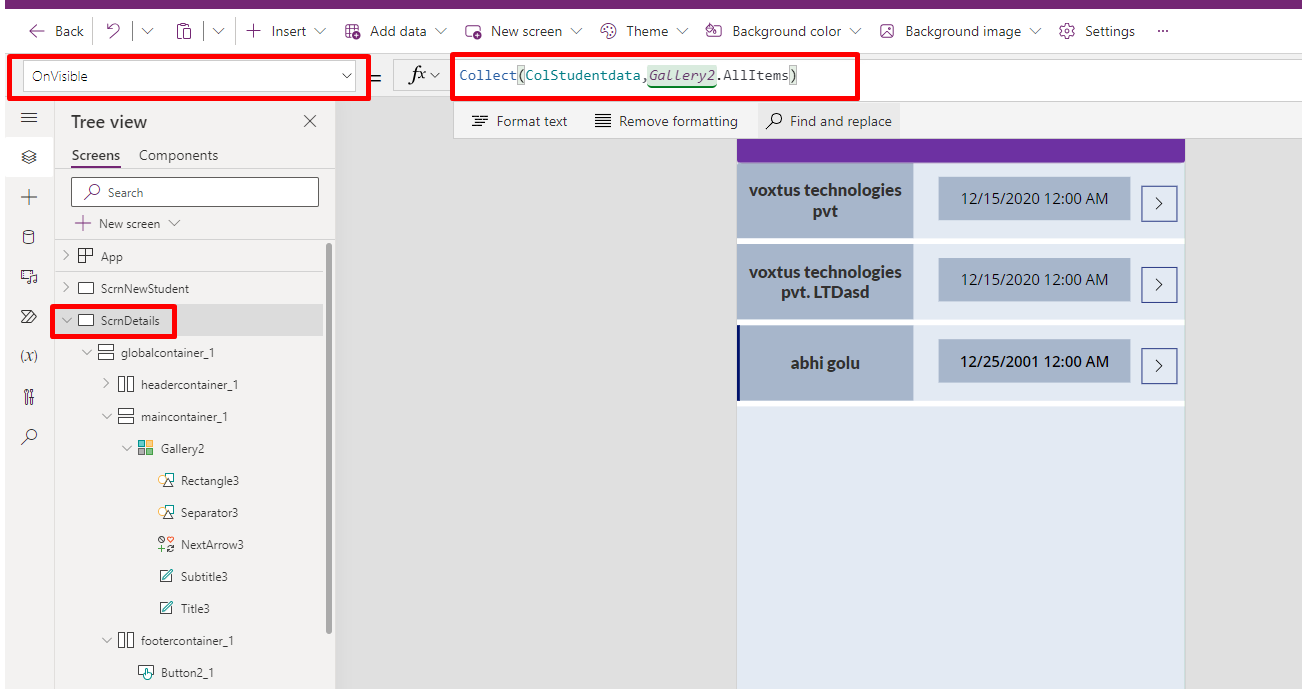 Back
Insert
Add data
New screen
Theme
Background color
Background image
Settings
OnVisible
=
fx
Collect(ColStudentdata,Gallery2.AllItems)
Format text
Remove formatting
Find and replace
Tree view
Screens
Components
Search
New screen
App
ScrnNewStudent
ScrnDetails
globalcontainer_1
headercontainer_1
maincontainer_1
Gallery2
Rectangle3
Separator3
NextArrow3
Subtitle3
Title3
footercontainer_1
Button2_1
(x)
voxtus technologies
pvt
12/15/2020 12:00 AM
voxtus technologies
pvt. LTDasd
12/15/2020 12:00 AM
abhi golu
12/25/2001 12:00 AM